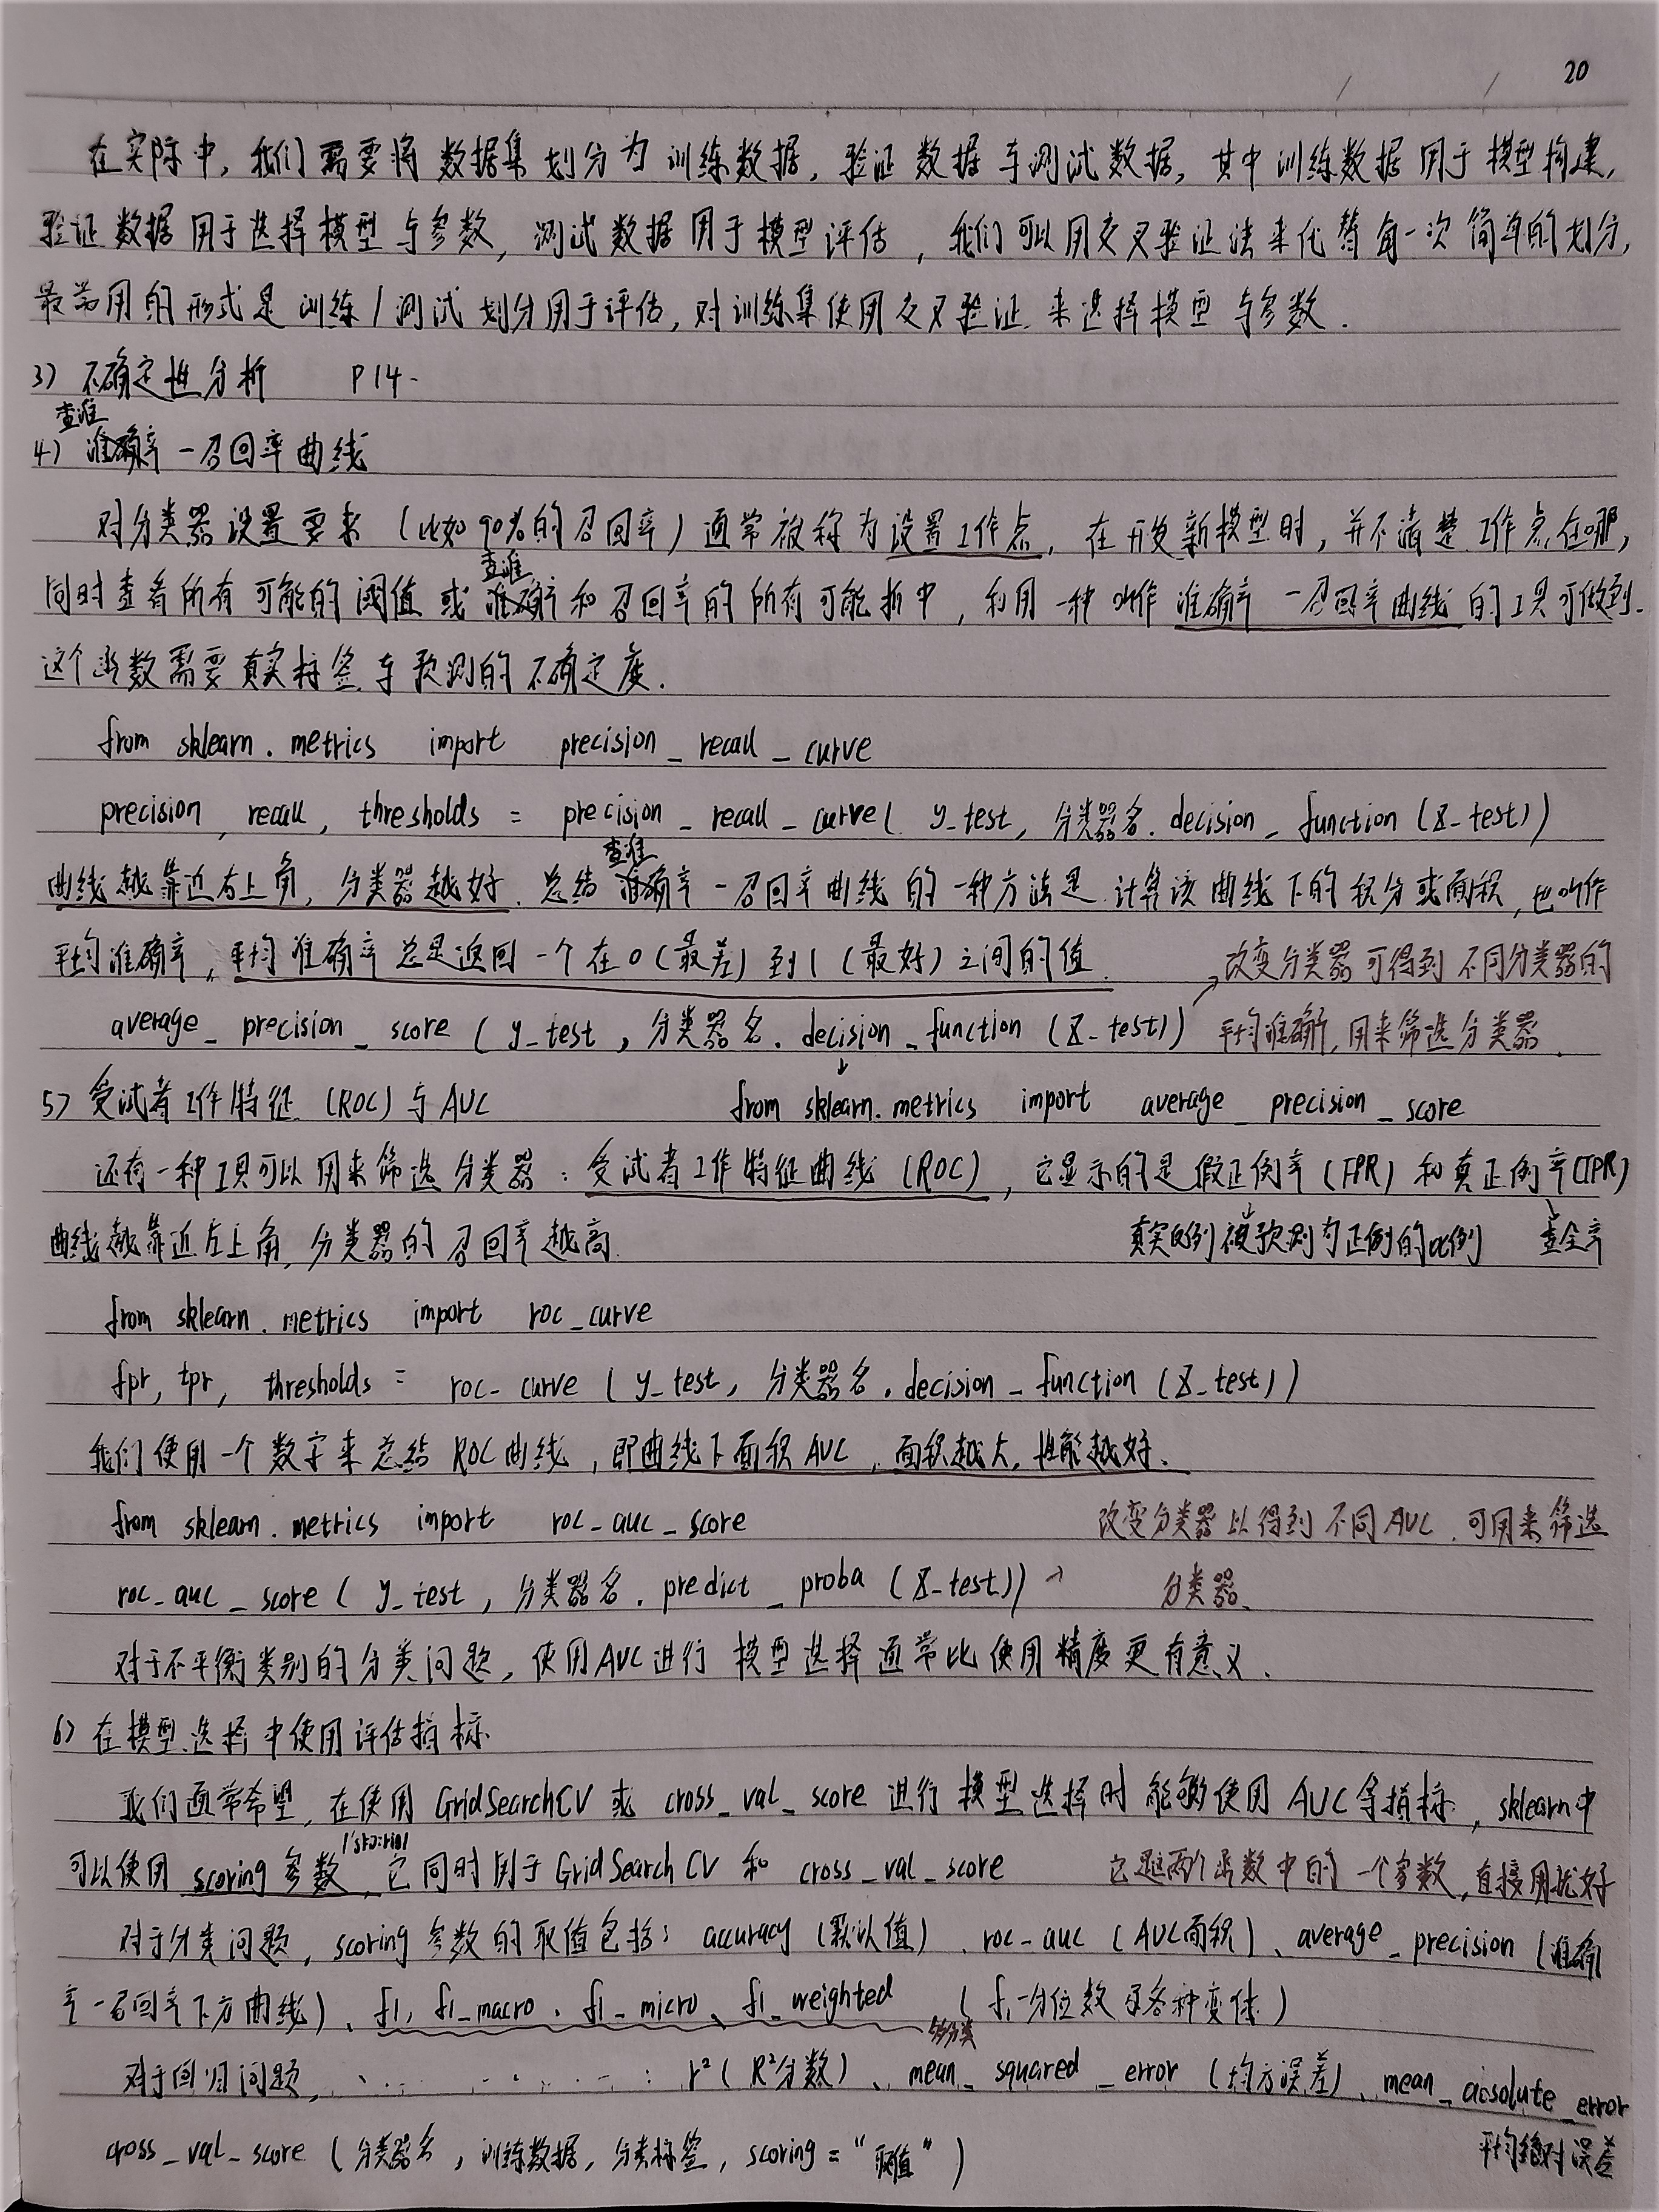 20
在实际中,我们需要将数据集划分为训练数据,验证数据与测试数据,其中训练数据用于模型构建,
验证数据用于选择模型与参数,测试数据用于模型评估,我们可以用交叉验证法来代替每一次简单的划分,
最常用的形式是训练/测试划分用于评估,对训练集使用交叉验证来选择模型与参数.
3) 不确定性分析 P14.
查准
4) 准确率-召回率曲线
对分类器设置要求(比如90%的召回率)通常被称为设置工作点,在开发新模型时,并不清楚工作点在哪,
查准
同时查看所有可能的阈值或准确率和召回率的所有可能折中,利用一种叫作准确率-召回率曲线的工具可做到.
这个函数需要真实标签与预测的不确定度.
from sklearn.metrics import precision_recall_curve
precision, recall, thresholds = precision_recall_curve(y_test, 分类器名.decision_function(X_test))
查准
曲线越靠近右上角,分类器越好.总结准确率-召回率曲线的一种方法是计算该曲线下的积分或面积,也叫作
平均准确率,平均准确率总是返回一个在0(最差)到1(最好)之间的值.
改变分类器可得到不同分类器的
average_precision_score(y_test,分类器名.decision_function(X_test)) 平均准确率,用来筛选分类器.
5) 受试者工作特征(ROC)与AUC from sklearn.metrics import average_precision_score
还有一种工具可以用来筛选分类器:受试者工作特征曲线(ROC),它显示的是假正例率(FPR)和真正例率(TPR)
曲线越靠近左上角,分类器的召回率越高. 真实反例被预测为正例的比例 查全率
from sklearn.metrics import roc_curve
fpr, tpr, thresholds = roc_curve(y_test, 分类器名.decision_function(X_test))
我们使用一个数字来总结ROC曲线,即曲线下面积AUC,面积越大,性能越好.
from sklearn.metrics import roc_auc_score 改变分类器以得到不同AUC,可用来筛选
roc_auc_score(y_test,分类器名.predict_proba(X_test)) → 分类器.
对于不平衡类别的分类问题,使用AUC进行模型选择通常比使用精度更有意义.
6) 在模型选择中使用评估指标
我们通常希望,在使用GridSearchCV或cross_val_score进行模型选择时能够使用AUC等指标,sklearn中
可以使用scoring参数,它同时用于GridSearchCV和cross_val_score 它是这两个函数中的一个参数,直接用就好
对于分类问题,scoring参数的取值包括:accuracy(默认值)、roc_auc(AUC面积)、average_precision(准确
率-召回率下方曲线)、f1, f1_macro、f1_micro、f1_weighted(f1-分位数及各种变体)
多分类
对于回归问题,………:r²(R²分数)、mean_squared_error(均方误差)、mean_absolute_error
cross_val_score(分类器名,训练数据,分类标签,scoring="取值") 平均绝对误差